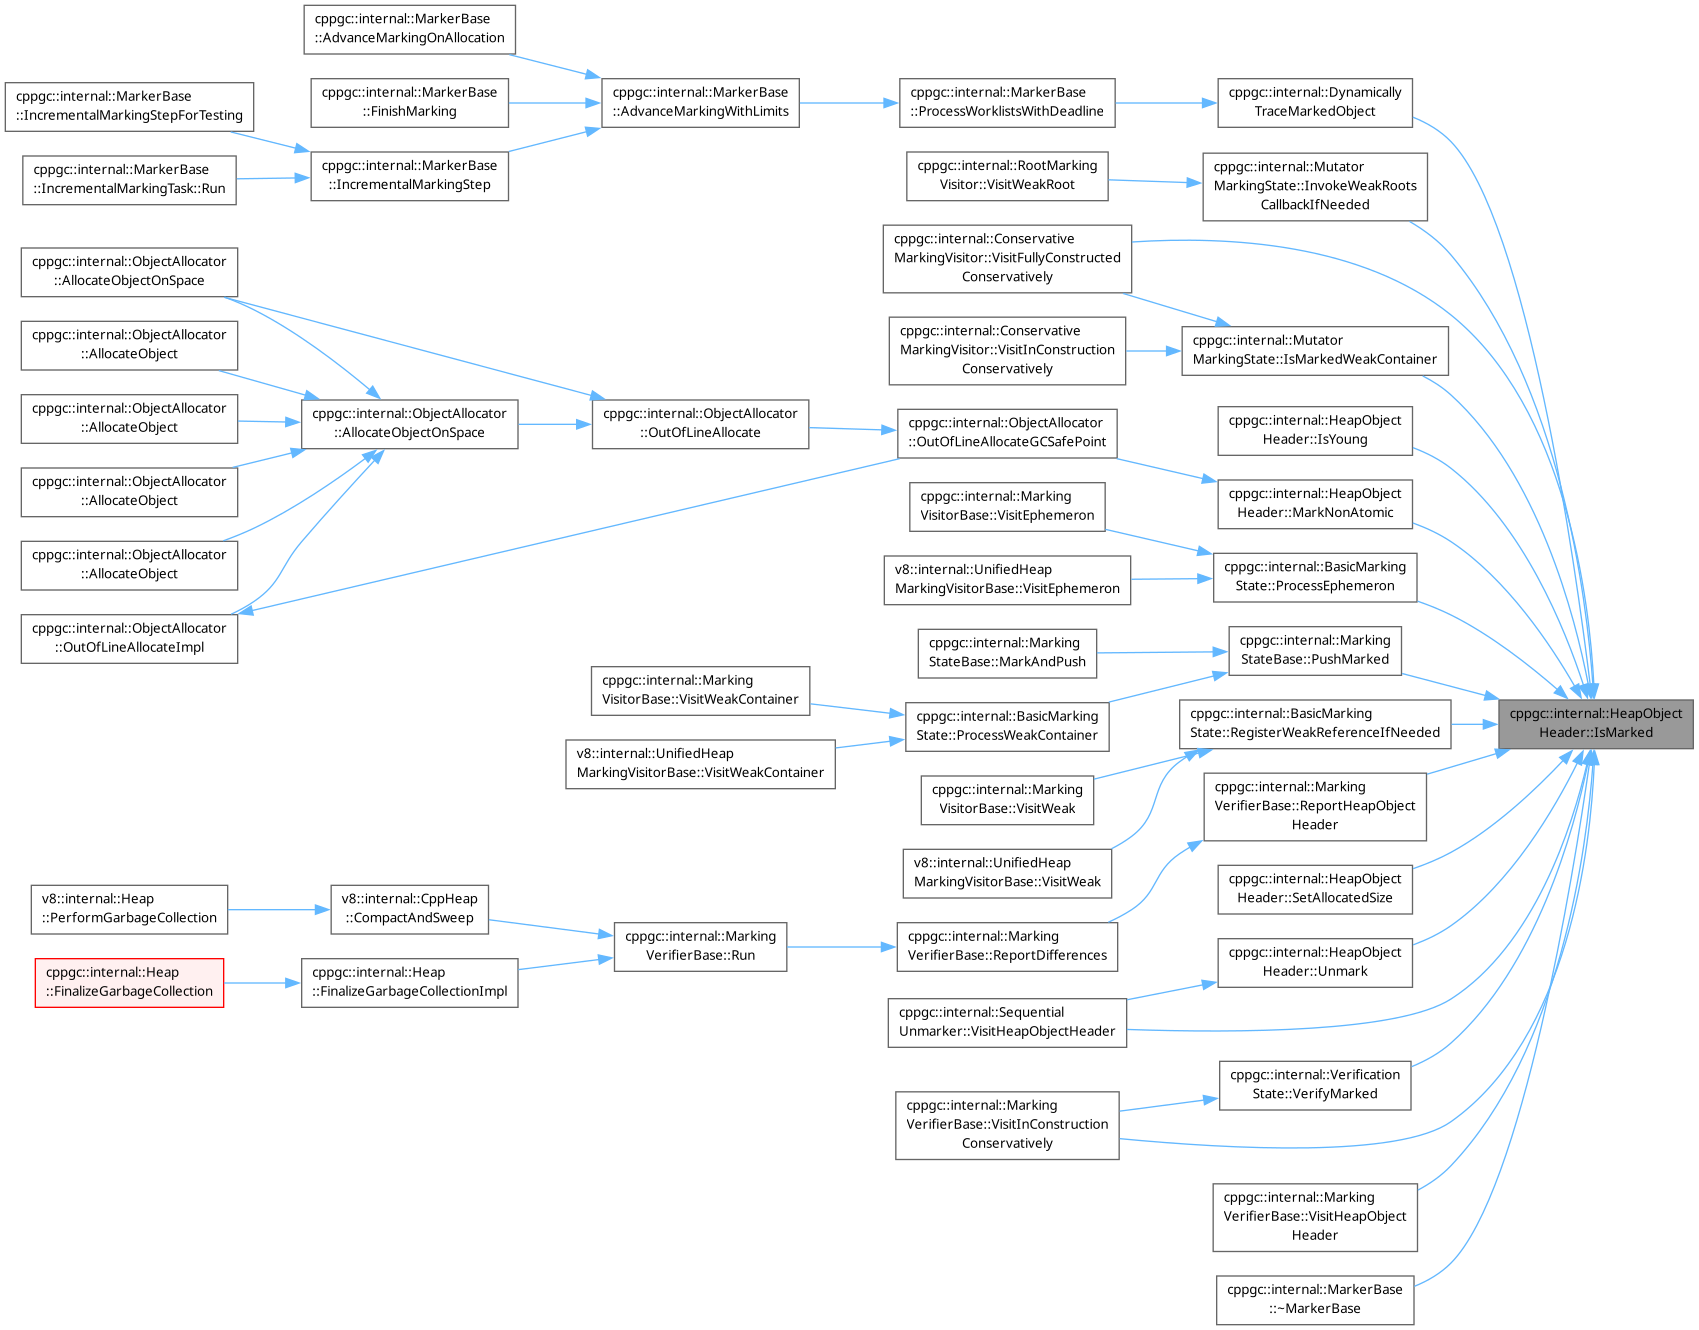 cppgc::internal::MarkerBase
::AdvanceMarkingOnAllocation
cppgc::internal::MarkerBase
::IncrementalMarkingStepForTesting
cppgc::internal::MarkerBase
::FinishMarking
cppgc::internal::MarkerBase
::AdvanceMarkingWithLimits
cppgc::internal::MarkerBase
::ProcessWorklistsWithDeadline
cppgc::internal::Dynamically
TraceMarkedObject
cppgc::internal::MarkerBase
::IncrementalMarkingTask::Run
cppgc::internal::MarkerBase
::IncrementalMarkingStep
cppgc::internal::RootMarking
Visitor::VisitWeakRoot
cppgc::internal::Mutator
MarkingState::InvokeWeakRoots
CallbackIfNeeded
cppgc::internal::Conservative
MarkingVisitor::VisitFullyConstructed
Conservatively
cppgc::internal::ObjectAllocator
::AllocateObjectOnSpace
cppgc::internal::ObjectAllocator
::AllocateObject
cppgc::internal::Conservative
MarkingVisitor::VisitInConstruction
Conservatively
cppgc::internal::Mutator
MarkingState::IsMarkedWeakContainer
cppgc::internal::ObjectAllocator
::AllocateObject
cppgc::internal::ObjectAllocator
::AllocateObjectOnSpace
cppgc::internal::ObjectAllocator
::OutOfLineAllocate
cppgc::internal::ObjectAllocator
::OutOfLineAllocateGCSafePoint
cppgc::internal::HeapObject
Header::IsYoung
cppgc::internal::ObjectAllocator
::AllocateObject
cppgc::internal::Marking
VisitorBase::VisitEphemeron
cppgc::internal::HeapObject
Header::MarkNonAtomic
cppgc::internal::ObjectAllocator
::AllocateObject
v8::internal::UnifiedHeap
MarkingVisitorBase::VisitEphemeron
cppgc::internal::BasicMarking
State::ProcessEphemeron
cppgc::internal::ObjectAllocator
::OutOfLineAllocateImpl
cppgc::internal::Marking
StateBase::MarkAndPush
cppgc::internal::Marking
StateBase::PushMarked
cppgc::internal::Marking
VisitorBase::VisitWeakContainer
cppgc::internal::BasicMarking
State::ProcessWeakContainer
cppgc::internal::BasicMarking
State::RegisterWeakReferenceIfNeeded
cppgc::internal::HeapObject
Header::IsMarked
v8::internal::UnifiedHeap
MarkingVisitorBase::VisitWeakContainer
cppgc::internal::Marking
VisitorBase::VisitWeak
cppgc::internal::Marking
VerifierBase::ReportHeapObject
Header
v8::internal::UnifiedHeap
MarkingVisitorBase::VisitWeak
cppgc::internal::HeapObject
Header::SetAllocatedSize
v8::internal::Heap
::PerformGarbageCollection
v8::internal::CppHeap
::CompactAndSweep
cppgc::internal::Marking
VerifierBase::Run
cppgc::internal::Marking
VerifierBase::ReportDifferences
cppgc::internal::HeapObject
Header::Unmark
cppgc::internal::Heap
::FinalizeGarbageCollection
cppgc::internal::Heap
::FinalizeGarbageCollectionImpl
cppgc::internal::Sequential
Unmarker::VisitHeapObjectHeader
cppgc::internal::Verification
State::VerifyMarked
cppgc::internal::Marking
VerifierBase::VisitInConstruction
Conservatively
cppgc::internal::Marking
VerifierBase::VisitHeapObject
Header
cppgc::internal::MarkerBase
::~MarkerBase